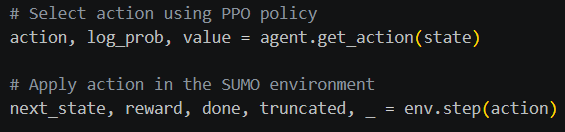 # Select action using PPO policy
action, log_prob, value = agent.get_action(state)
# Apply action in the SUMO environment
next_state, reward, done, truncated, _ = env.step(action)